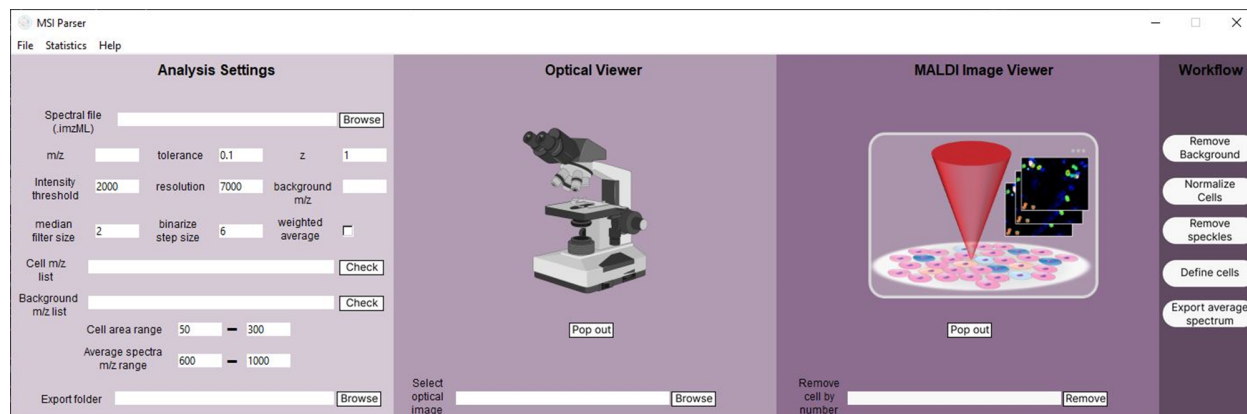 MSI Parser
File Statistics Help
Analysis Settings
Spectral file
(.imzML)
Browse
m/z
tolerance
0.1
z
1
Intensity
threshold
2000
resolution
7000
background
m/z
median
filter size
2
binarize
step size
6
weighted
average
Cell m/z
list
Check
Background
m/z list
Check
Cell area range
50
300
Average spectra
m/z range
600
1000
Export folder
Browse
Optical Viewer
Pop out
Select
optical
image
Browse
MALDI Image Viewer
Pop out
Remove
cell by
number
Remove
Workflow
Remove
Background
Normalize
Cells
Remove
speckles
Define cells
Export average
spectrum